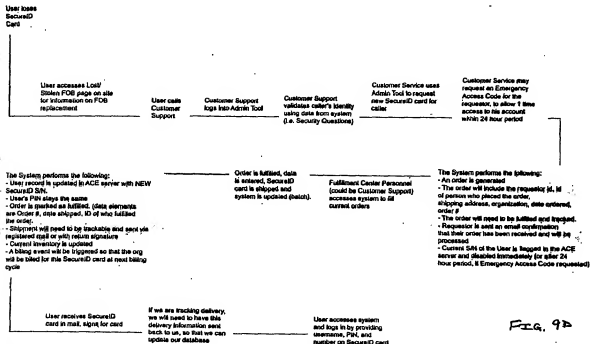 User loses
SecureID
Card
User accesses Lost/
Stolen FOB page on site
for information on FOB
replacement
User calls
Customer
Support
Customer Support
logs into Admin Tool
Customer Support
validates caller's identity
using data from system
(i.e. Security Questions)
Customer Service uses
Admin Tool to request
new SecureID card for
caller
Customer Service may
request an Emergency
Access Code for the
requestor, to allow 1 time
access to his account
within 24 hour period
The System performs the following:
- An order is generated
- The order will include the requestor id, id
of person who placed the order,
shipping address, organization, date ordered,
order #
- The order will need to be fulfilled and tracked.
- Requestor is sent an email confirmation
that their order has been received and will be
processed
- Current S/N of the User is flagged in the ACE
server and disabled immediately (or after 24
hour period, if Emergency Access Code requested)
Fulfillment Center Personnel
(could be Customer Support)
accesses system to fill
current orders
Order is fulfilled, data
is entered, SecureID
card is shipped and
system is updated (batch).
The System performs the following:
- User record is updated in ACE server with NEW
SecureID S/N.
- User's PIN stays the same
- Order is marked as fulfilled, (data elements
are Order #, date shipped, ID of who fulfilled
the order.
- Shipment will need to be trackable and sent via
registered mail or with return signature
- Current inventory is updated
- A billing event will be triggered so that the org
will be billed for this SecureID card at next billing
cycle
User receives SecureID
card in mail, signs for card
If we are tracking delivery,
we will need to have this
delivery information sent
back to us, so that we can
update our database
User accesses system
and logs in by providing
username, PIN, and
number on SecureID card
FIG. 9D